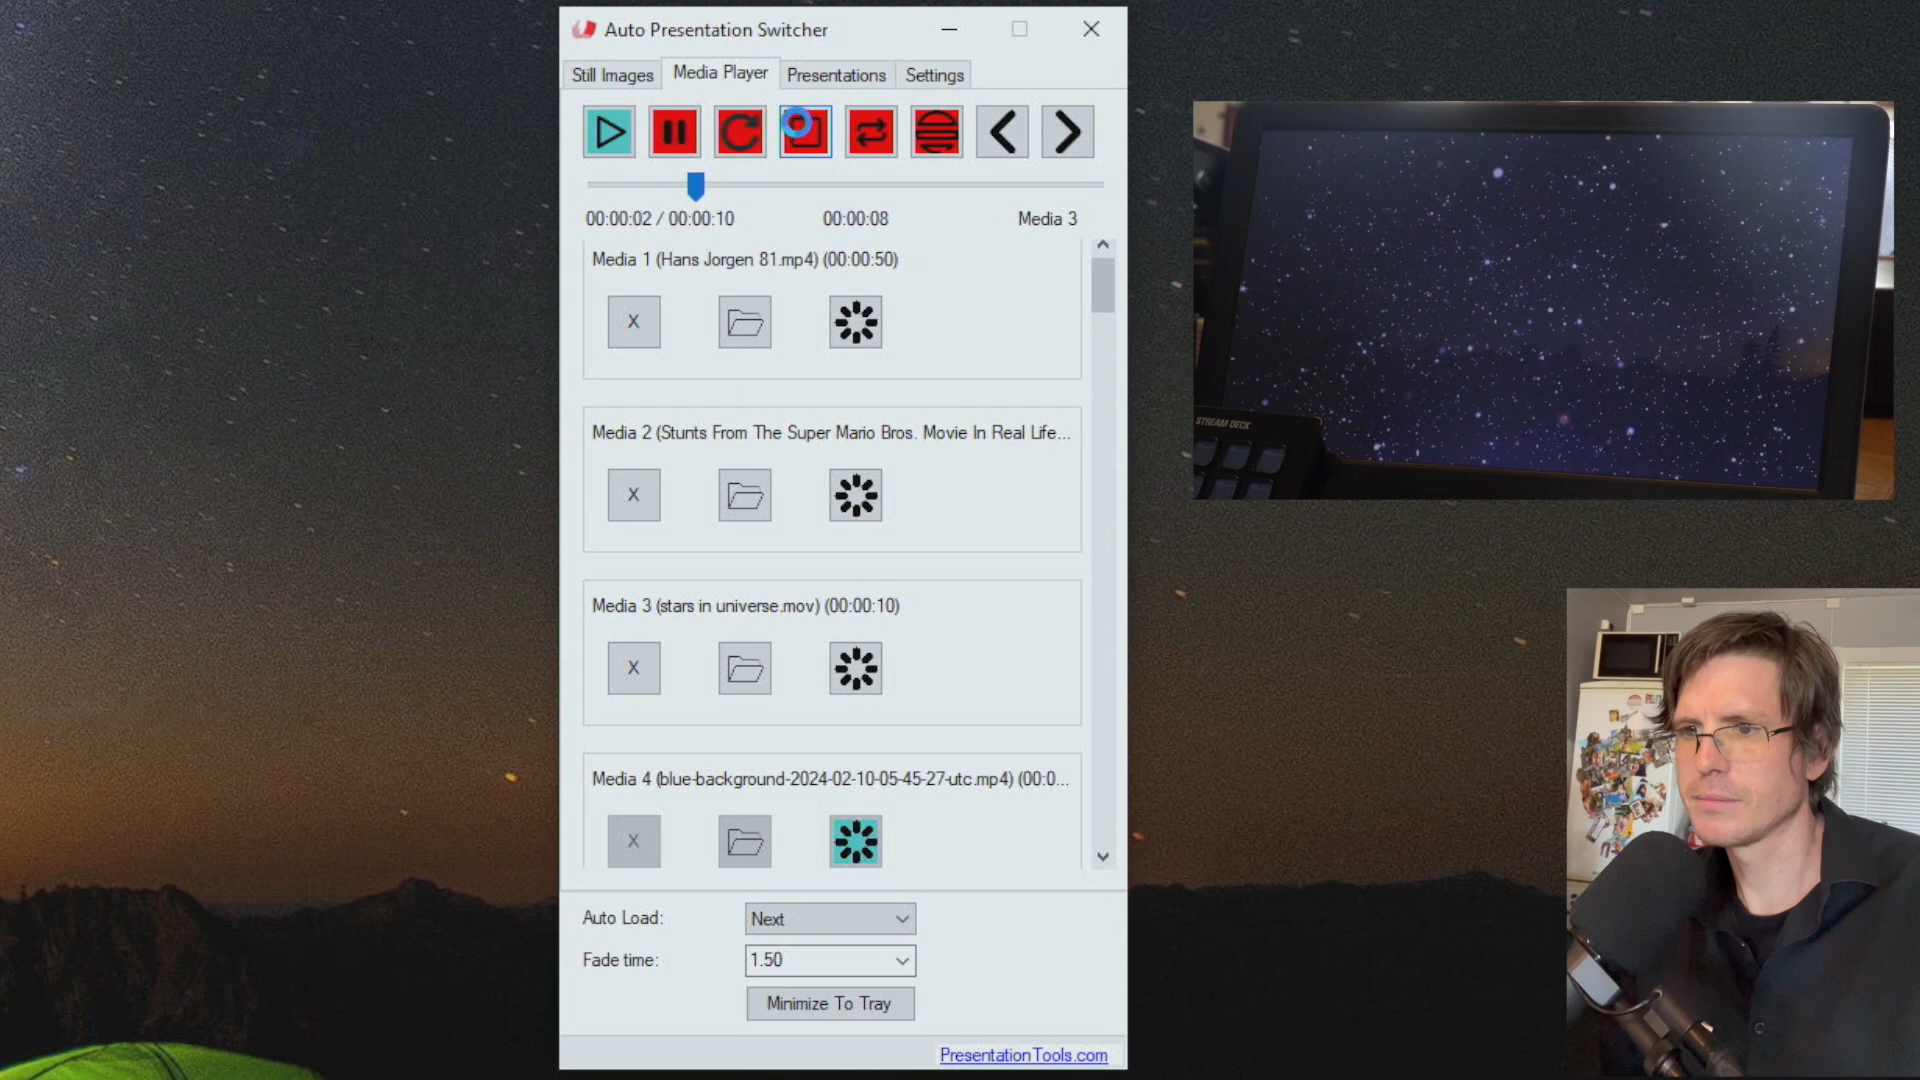 Auto Presentation Switcher
Still Images
Media Player
Presentations
Settings
00:00:02 / 00:00:10
00:00:08
Media 3
Media 1 (Hans Jorgen 81.mp4) (00:00:50)
X
Media 2 (Stunts From The Super Mario Bros. Movie In Real Life...
X
Media 3 (stars in universe.mov) (00:00:10)
X
Media 4 (blue-background-2024-02-10-05-45-27-utc.mp4) (00:0...
X
Auto Load:
Next
Fade time:
1.50
Minimize To Tray
PresentationTools.com
STREAM DECK